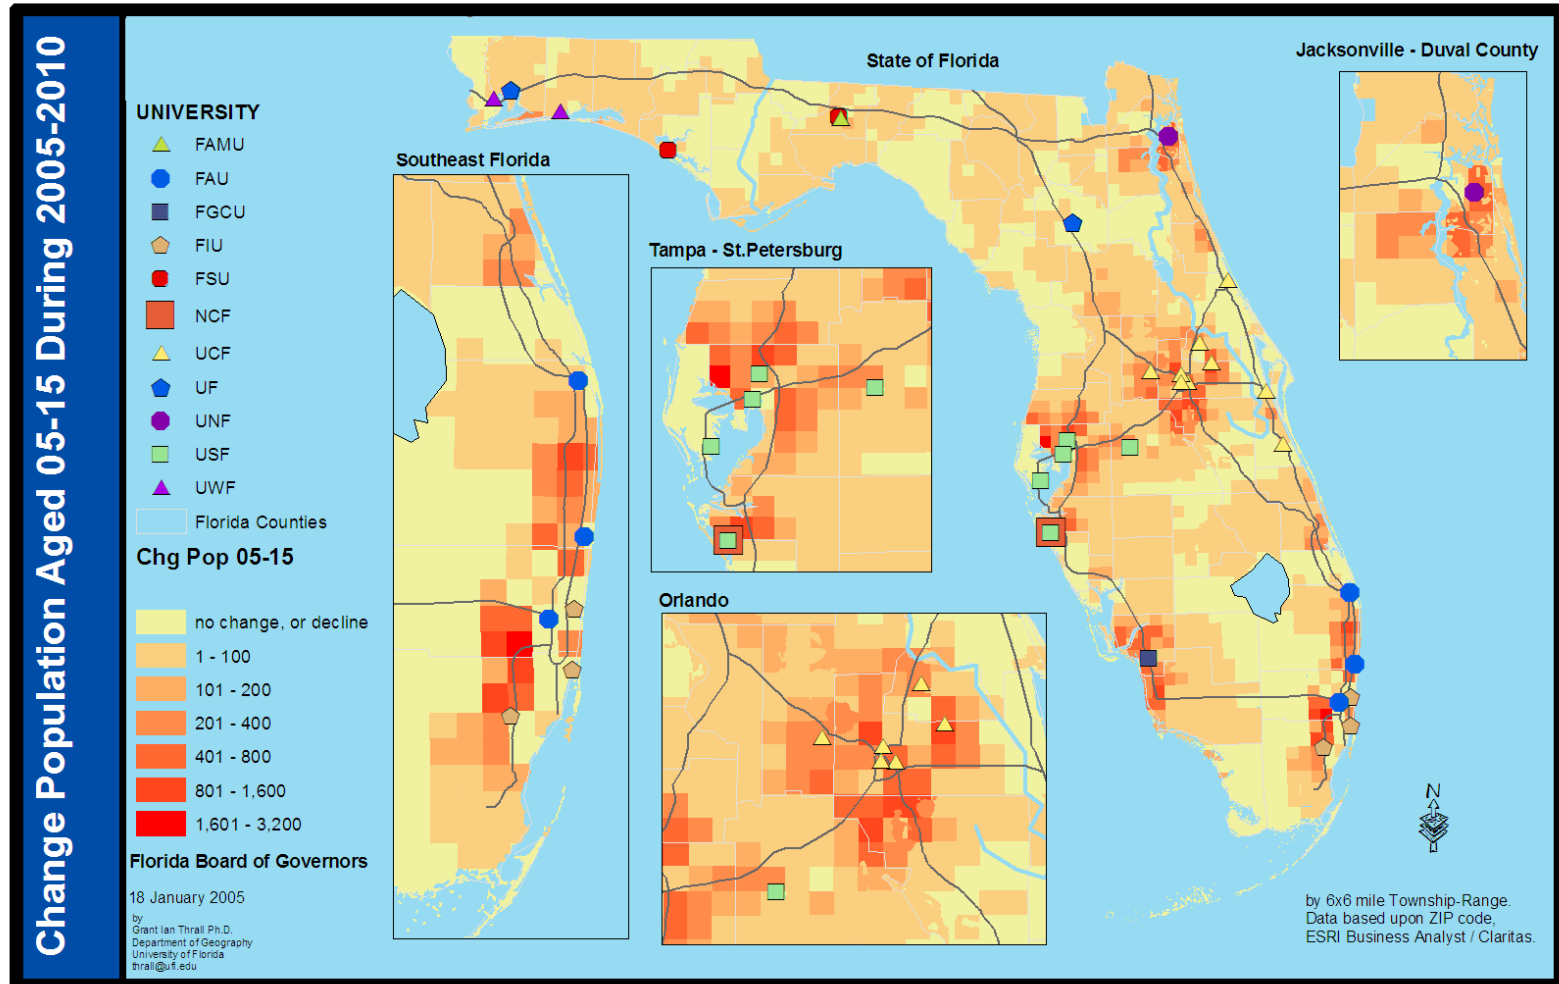 Change Population Aged 05-15 During 2005-2010
UNIVERSITY
FAMU
FAU
FGCU
FIU
FSU
NCF
UCF
UF
UNF
USF
UWF
Florida Counties
Chg Pop 05-15
no change, or decline
1 - 100
101 - 200
201 - 400
401 - 800
801 - 1,600
1,601 - 3,200
Florida Board of Governors
18 January 2005
by
Grant Ian Thrall Ph.D.
Department of Geography
University of Florida
thrall@ufl.edu
State of Florida
Jacksonville - Duval County
Southeast Florida
Tampa - St.Petersburg
Orlando
N
by 6x6 mile Township-Range.
Data based upon ZIP code,
ESRI Business Analyst / Claritas.